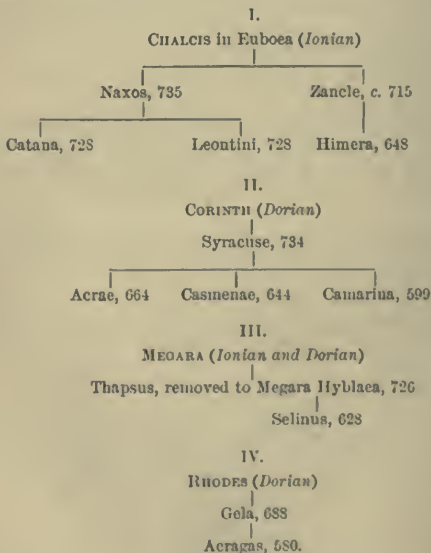 I.
CHALCIS in Euboea (Ionian)
Naxos, 735 Zancle, c. 715
Catana, 728 Leontini, 728 Himera, 648
II.
CORINTH (Dorian)
Syracuse, 734
Acrae, 664 Casmenae, 644 Camarina, 599
III.
MEGARA (Ionian and Dorian)
Thapsus, removed to Megara Hyblaea, 726
Selinus, 628
IV.
RHODES (Dorian)
Gela, 688
Acragas, 580.